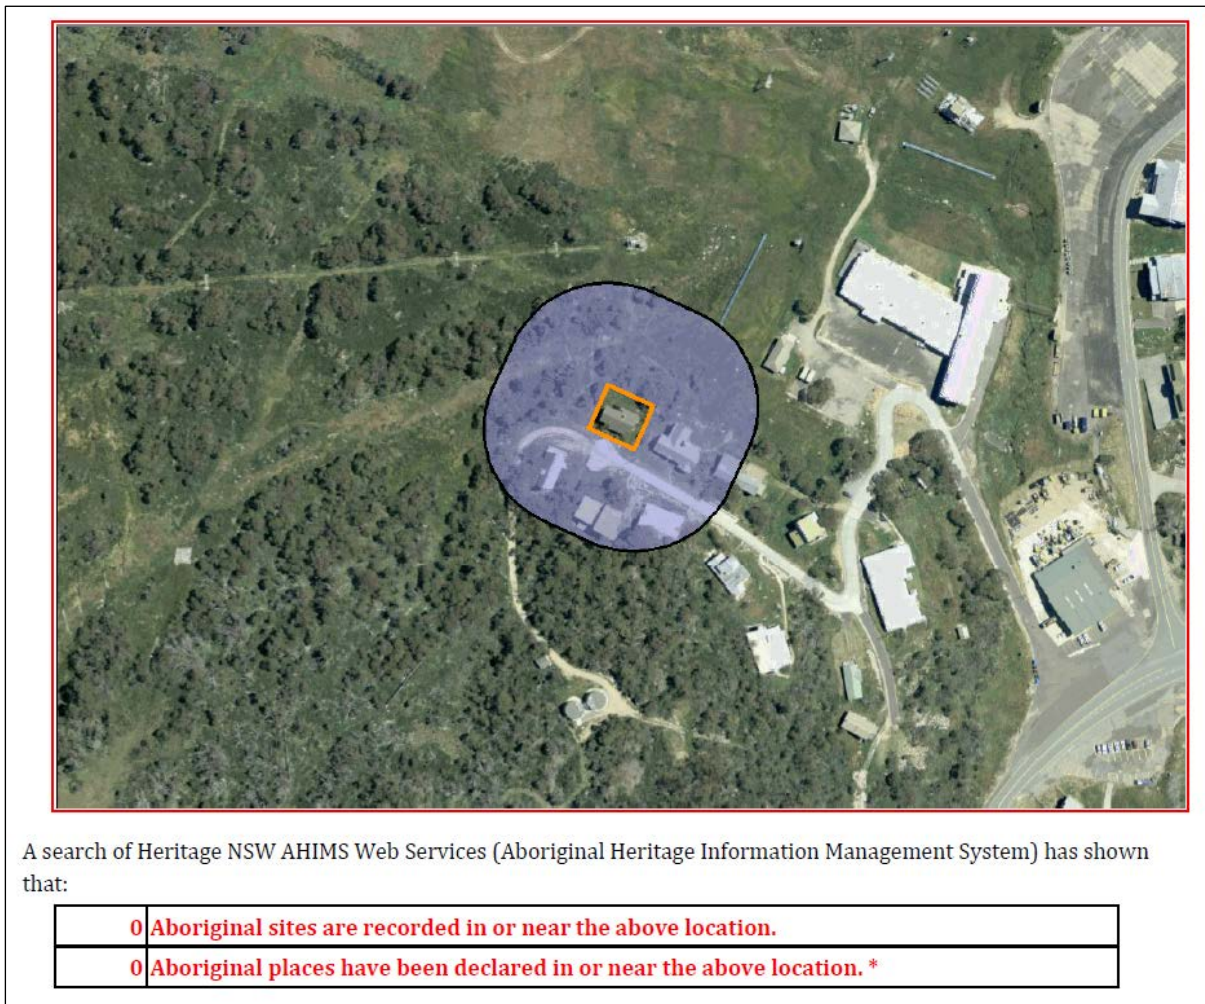 A search of Heritage NSW AHIMS Web Services (Aboriginal Heritage Information Management System) has shown
that:
0 Aboriginal sites are recorded in or near the above location.
0 Aboriginal places have been declared in or near the above location. *